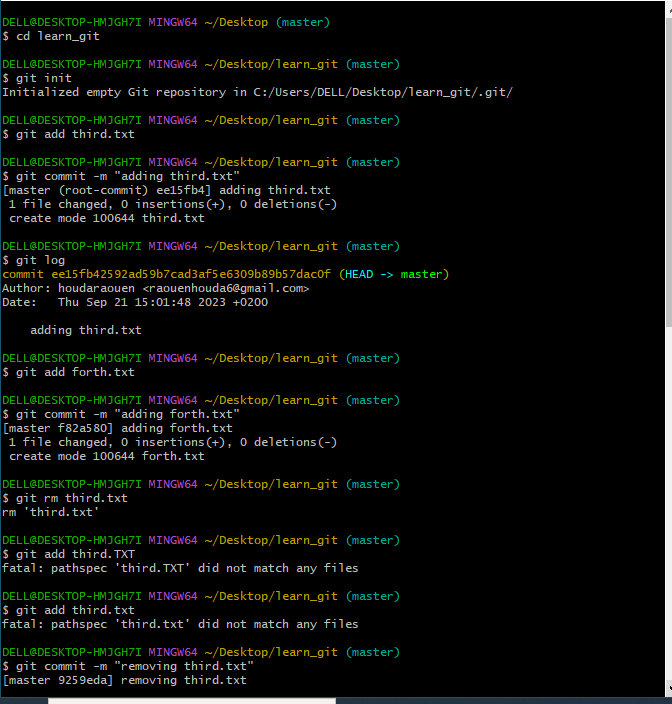 DELL@DESKTOP-HMJGH7I MINGW64 ~/Desktop (master)
$ cd learn_git
DELL@DESKTOP-HMJGH7I MINGW64 ~/Desktop/learn_git (master)
$ git init
Initialized empty Git repository in C:/Users/DELL/Desktop/learn_git/.git/
DELL@DESKTOP-HMJGH7I MINGW64 ~/Desktop/learn_git (master)
$ git add third.txt
DELL@DESKTOP-HMJGH7I MINGW64 ~/Desktop/learn_git (master)
$ git commit -m "adding third.txt"
[master (root-commit) ee15fb4] adding third.txt
 1 file changed, 0 insertions(+), 0 deletions(-)
 create mode 100644 third.txt
DELL@DESKTOP-HMJGH7I MINGW64 ~/Desktop/learn_git (master)
$ git log
commit ee15fb42592ad59b7cad3af5e6309b89b57dac0f (HEAD -> master)
Author: houdaraouen <raouenhouda6@gmail.com>
Date:   Thu Sep 21 15:01:48 2023 +0200
    adding third.txt
DELL@DESKTOP-HMJGH7I MINGW64 ~/Desktop/learn_git (master)
$ git add forth.txt
DELL@DESKTOP-HMJGH7I MINGW64 ~/Desktop/learn_git (master)
$ git commit -m "adding forth.txt"
[master f82a580] adding forth.txt
 1 file changed, 0 insertions(+), 0 deletions(-)
 create mode 100644 forth.txt
DELL@DESKTOP-HMJGH7I MINGW64 ~/Desktop/learn_git (master)
$ git rm third.txt
rm 'third.txt'
DELL@DESKTOP-HMJGH7I MINGW64 ~/Desktop/learn_git (master)
$ git add third.TXT
fatal: pathspec 'third.TXT' did not match any files
DELL@DESKTOP-HMJGH7I MINGW64 ~/Desktop/learn_git (master)
$ git add third.txt
fatal: pathspec 'third.txt' did not match any files
DELL@DESKTOP-HMJGH7I MINGW64 ~/Desktop/learn_git (master)
$ git commit -m "removing third.txt"
[master 9259eda] removing third.txt